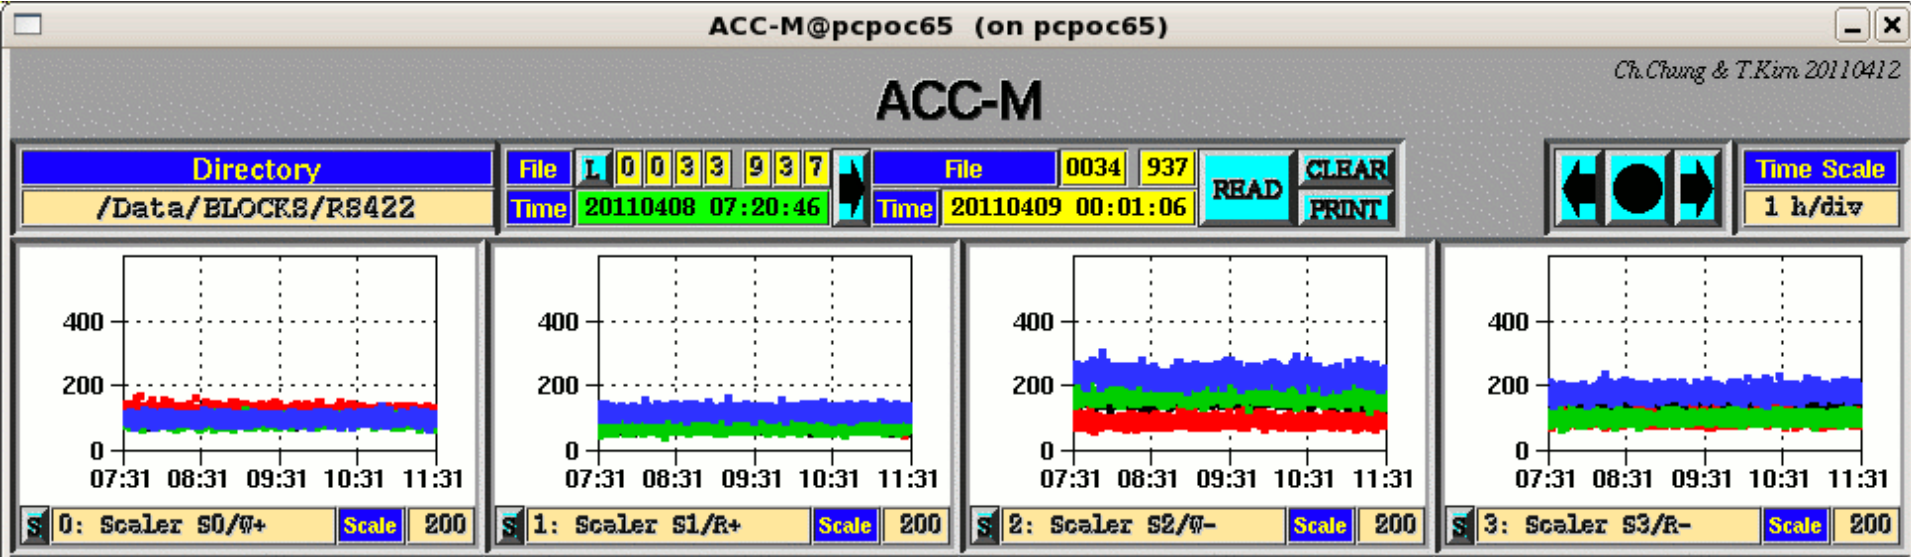 ACC-M@pcpoc65 (on pcpoc65)
Ch.Chung & T.Kim 20110412
ACC-M
Directory
/Data/BLOCKS/RS422
File L 0 0 3 3 9 3 7
Time 20110408 07:20:46
File 0034 937
Time 20110409 00:01:06
READ
CLEAR
PRINT
Time Scale
1 h/div
400
200
0
07:31 08:31 09:31 10:31 11:31
S 0: Scaler S0/W+ Scale 200
400
200
0
07:31 08:31 09:31 10:31 11:31
S 1: Scaler S1/R+ Scale 200
400
200
0
07:31 08:31 09:31 10:31 11:31
S 2: Scaler S2/W- Scale 200
400
200
0
07:31 08:31 09:31 10:31 11:31
S 3: Scaler S3/R- Scale 200